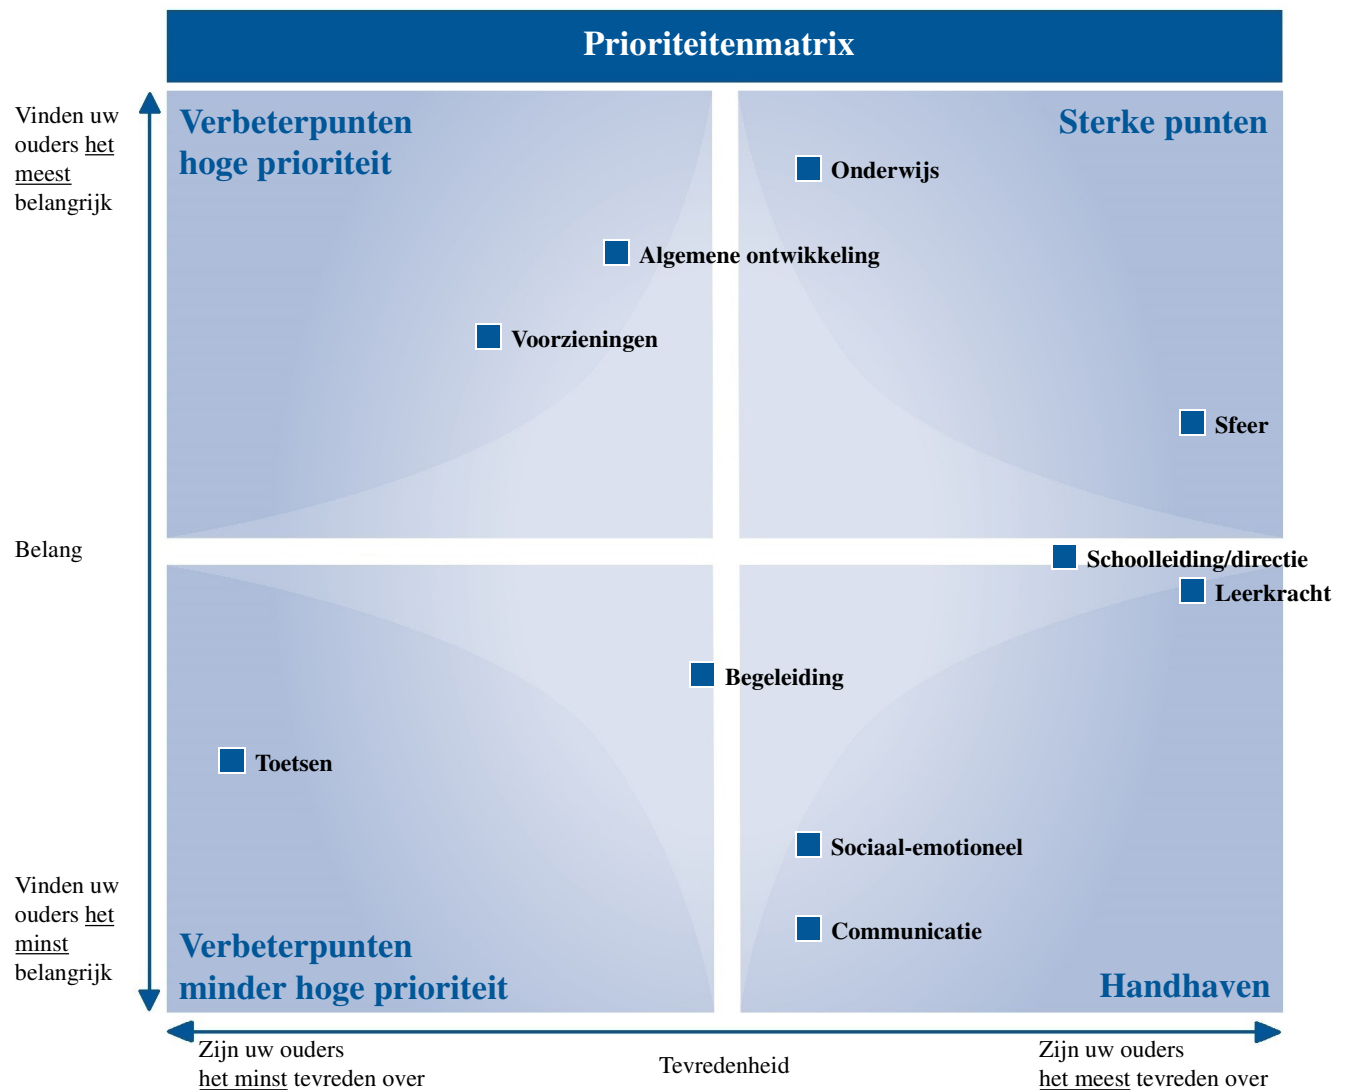 Prioriteitenmatrix
Vinden uw
ouders het
meest
belangrijk
Verbeterpunten
hoge prioriteit
Sterke punten
Onderwijs
Algemene ontwikkeling
Voorzieningen
Sfeer
Belang
Schoolleiding/directie
Leerkracht
Begeleiding
Toetsen
Sociaal-emotioneel
Communicatie
Vinden uw
ouders het
minst
belangrijk
Verbeterpunten
minder hoge prioriteit
Handhaven
Zijn uw ouders
het minst tevreden over
Tevredenheid
Zijn uw ouders
het meest tevreden over